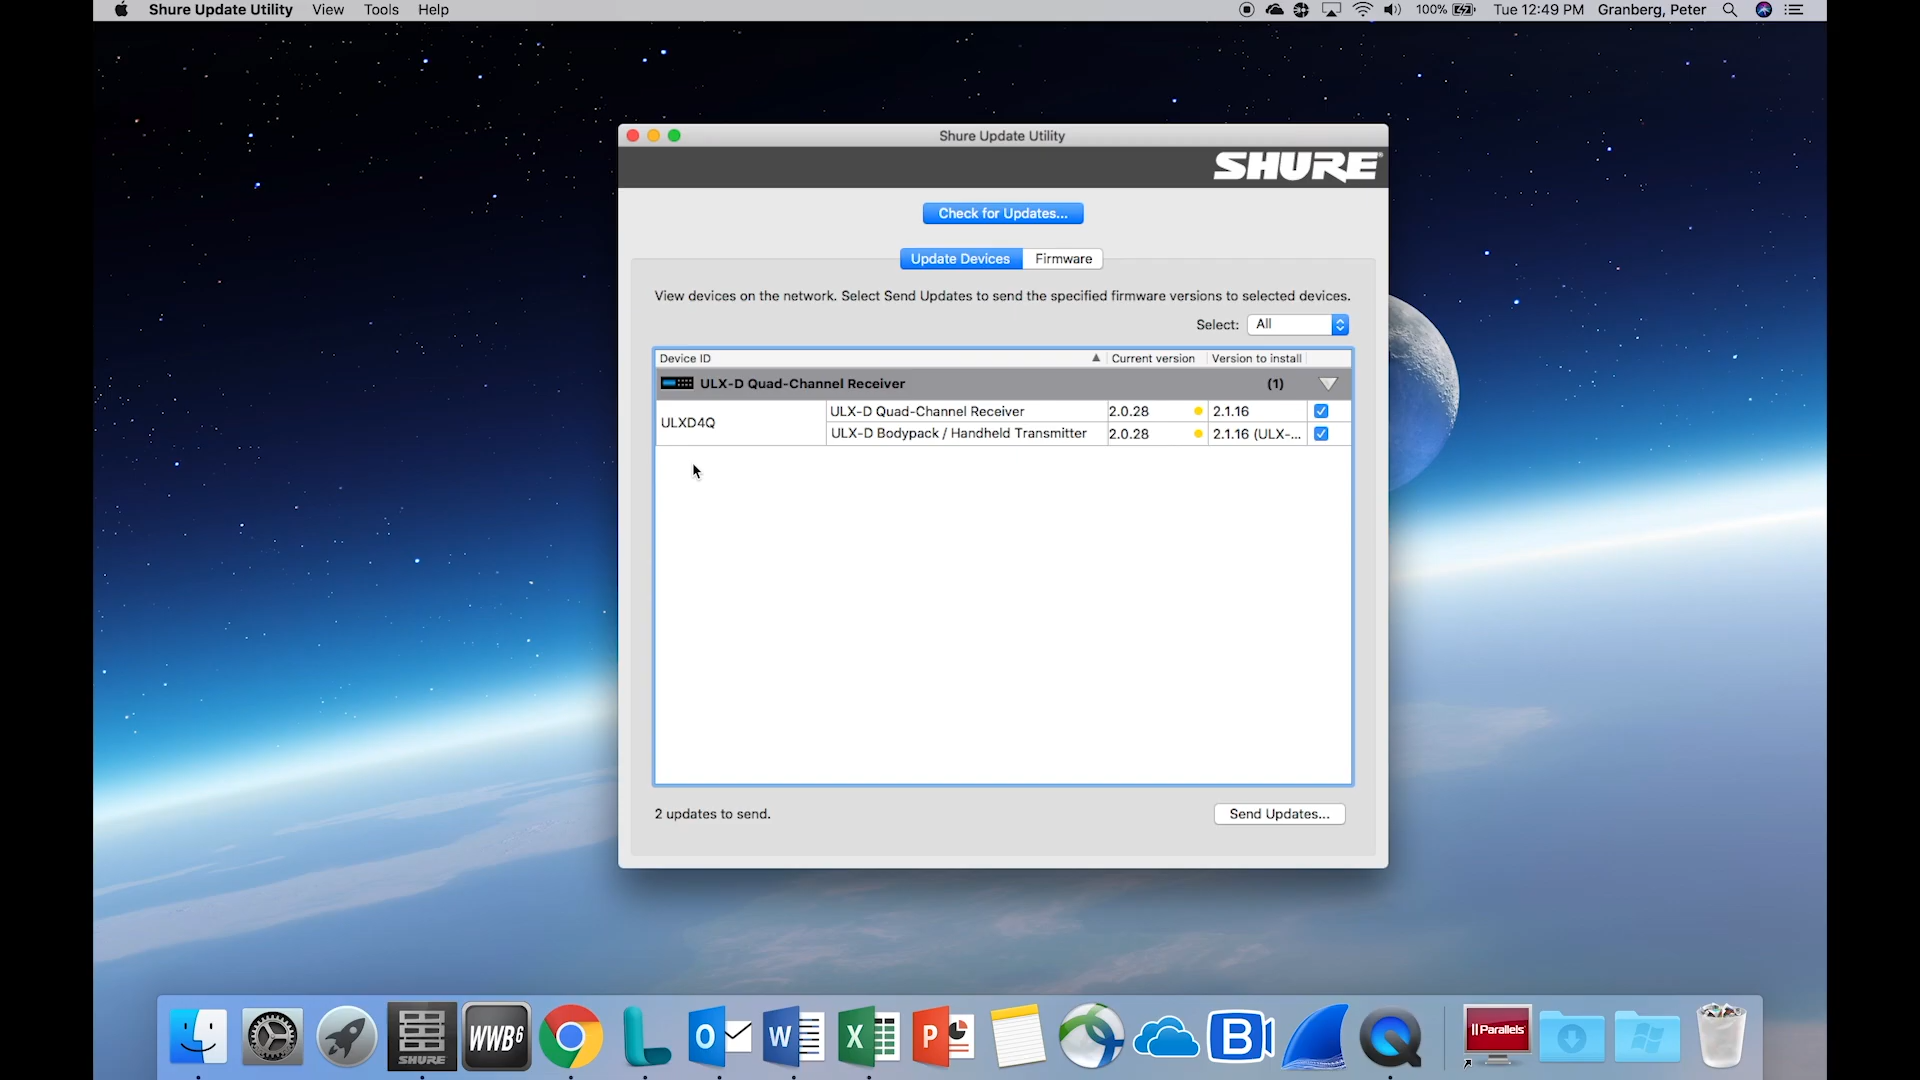 Shure Update Utility View Tools Help 100% Tue 12:49 PM Granberg, Peter
Shure Update Utility
SHURE
Check for Updates...
Update Devices Firmware
View devices on the network. Select Send Updates to send the specified firmware versions to selected devices.
Select: All
Device ID Current version Version to install
ULX-D Quad-Channel Receiver (1)
ULXD4Q
ULX-D Quad-Channel Receiver 2.0.28 2.1.16
ULX-D Bodypack / Handheld Transmitter 2.0.28 2.1.16 (ULX-...
2 updates to send. Send Updates...
SHURE WWB6 L O W X P B Parallels